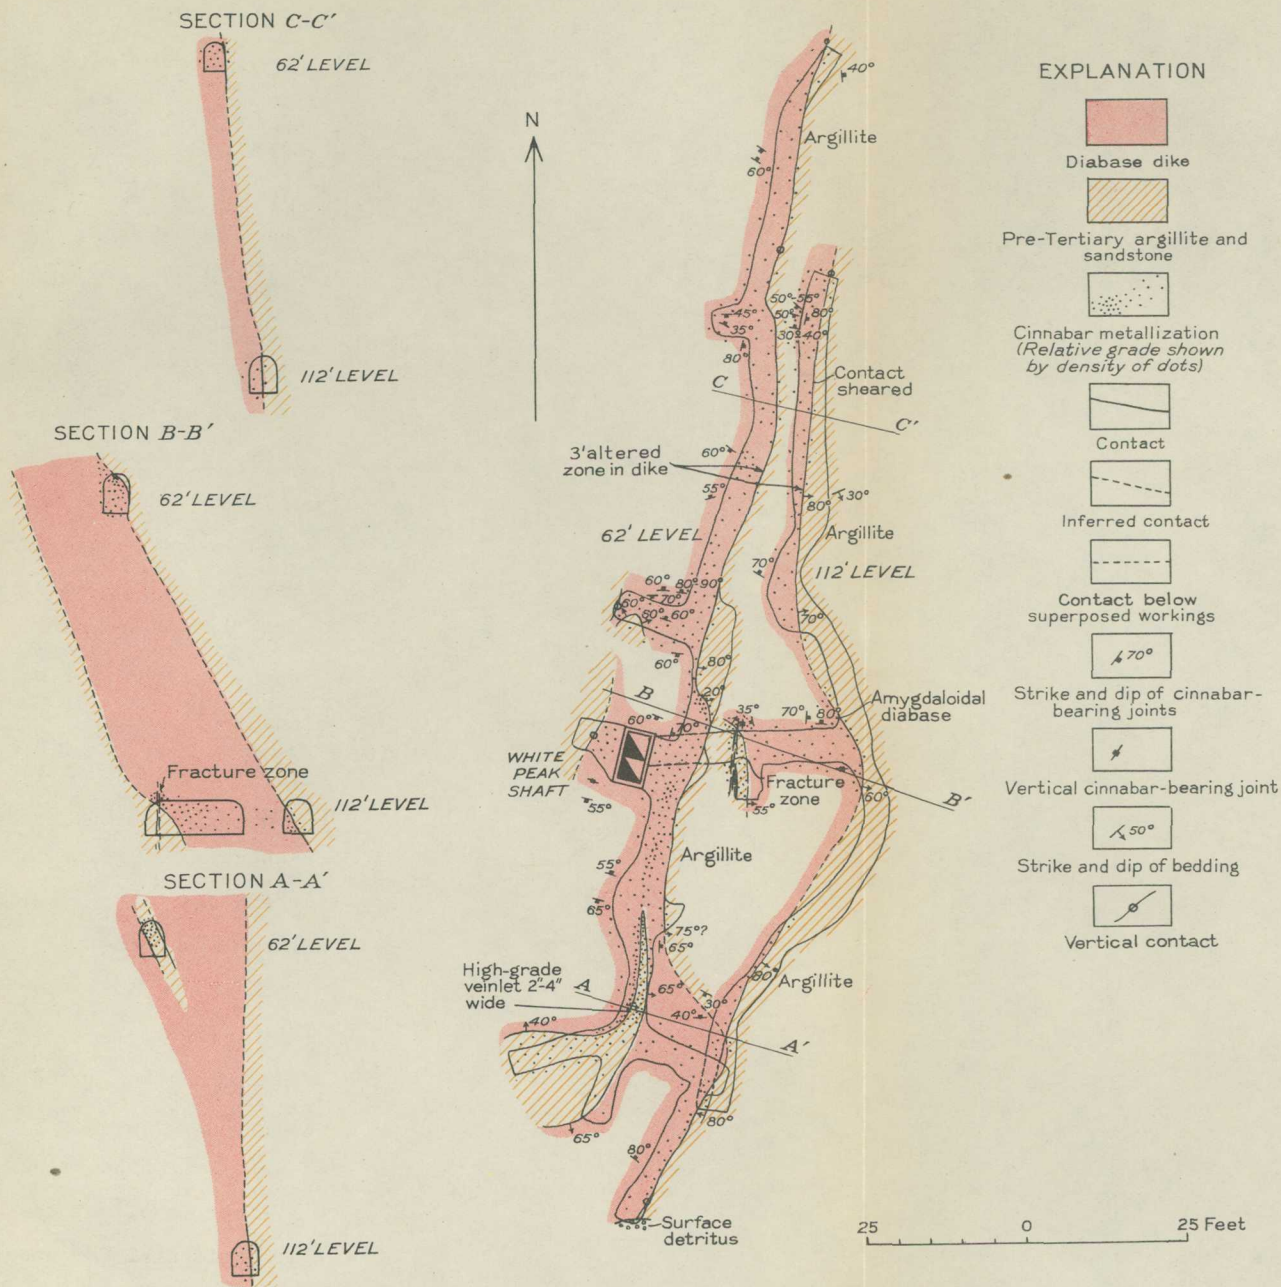 SECTION C-C'
62' LEVEL
112' LEVEL
SECTION B-B'
62' LEVEL
Fracture zone
112' LEVEL
SECTION A-A'
62' LEVEL
112' LEVEL
N
40°
Argillite
60°
50°-55°
50°
80°
30°-40°
45°
35°
80°
Contact
sheared
C
C'
3' altered
zone in dike
60°
55°
80°
30°
62' LEVEL
Argillite
70°
112' LEVEL
60°
80°-90°
70°
60°
60°
70°
60°
80°
B
20°
Amygdaloidal
diabase
35°
70°
80°
60°
70°
WHITE
PEAK
SHAFT
Fracture
zone
55°
55°
60°
B'
Argillite
55°
65°
75°?
65°
High-grade
veinlet 2"-4"
wide
A
65°
80°
Argillite
30°
40°
40°
A'
65°
80°
80°
Surface
detritus
EXPLANATION
Diabase dike
Pre-Tertiary argillite and
sandstone
Cinnabar metallization
(Relative grade shown
by density of dots)
Contact
Inferred contact
Contact below
superposed workings
70°
Strike and dip of cinnabar-
bearing joints
Vertical cinnabar-bearing joint
50°
Strike and dip of bedding
Vertical contact
25 0 25 Feet